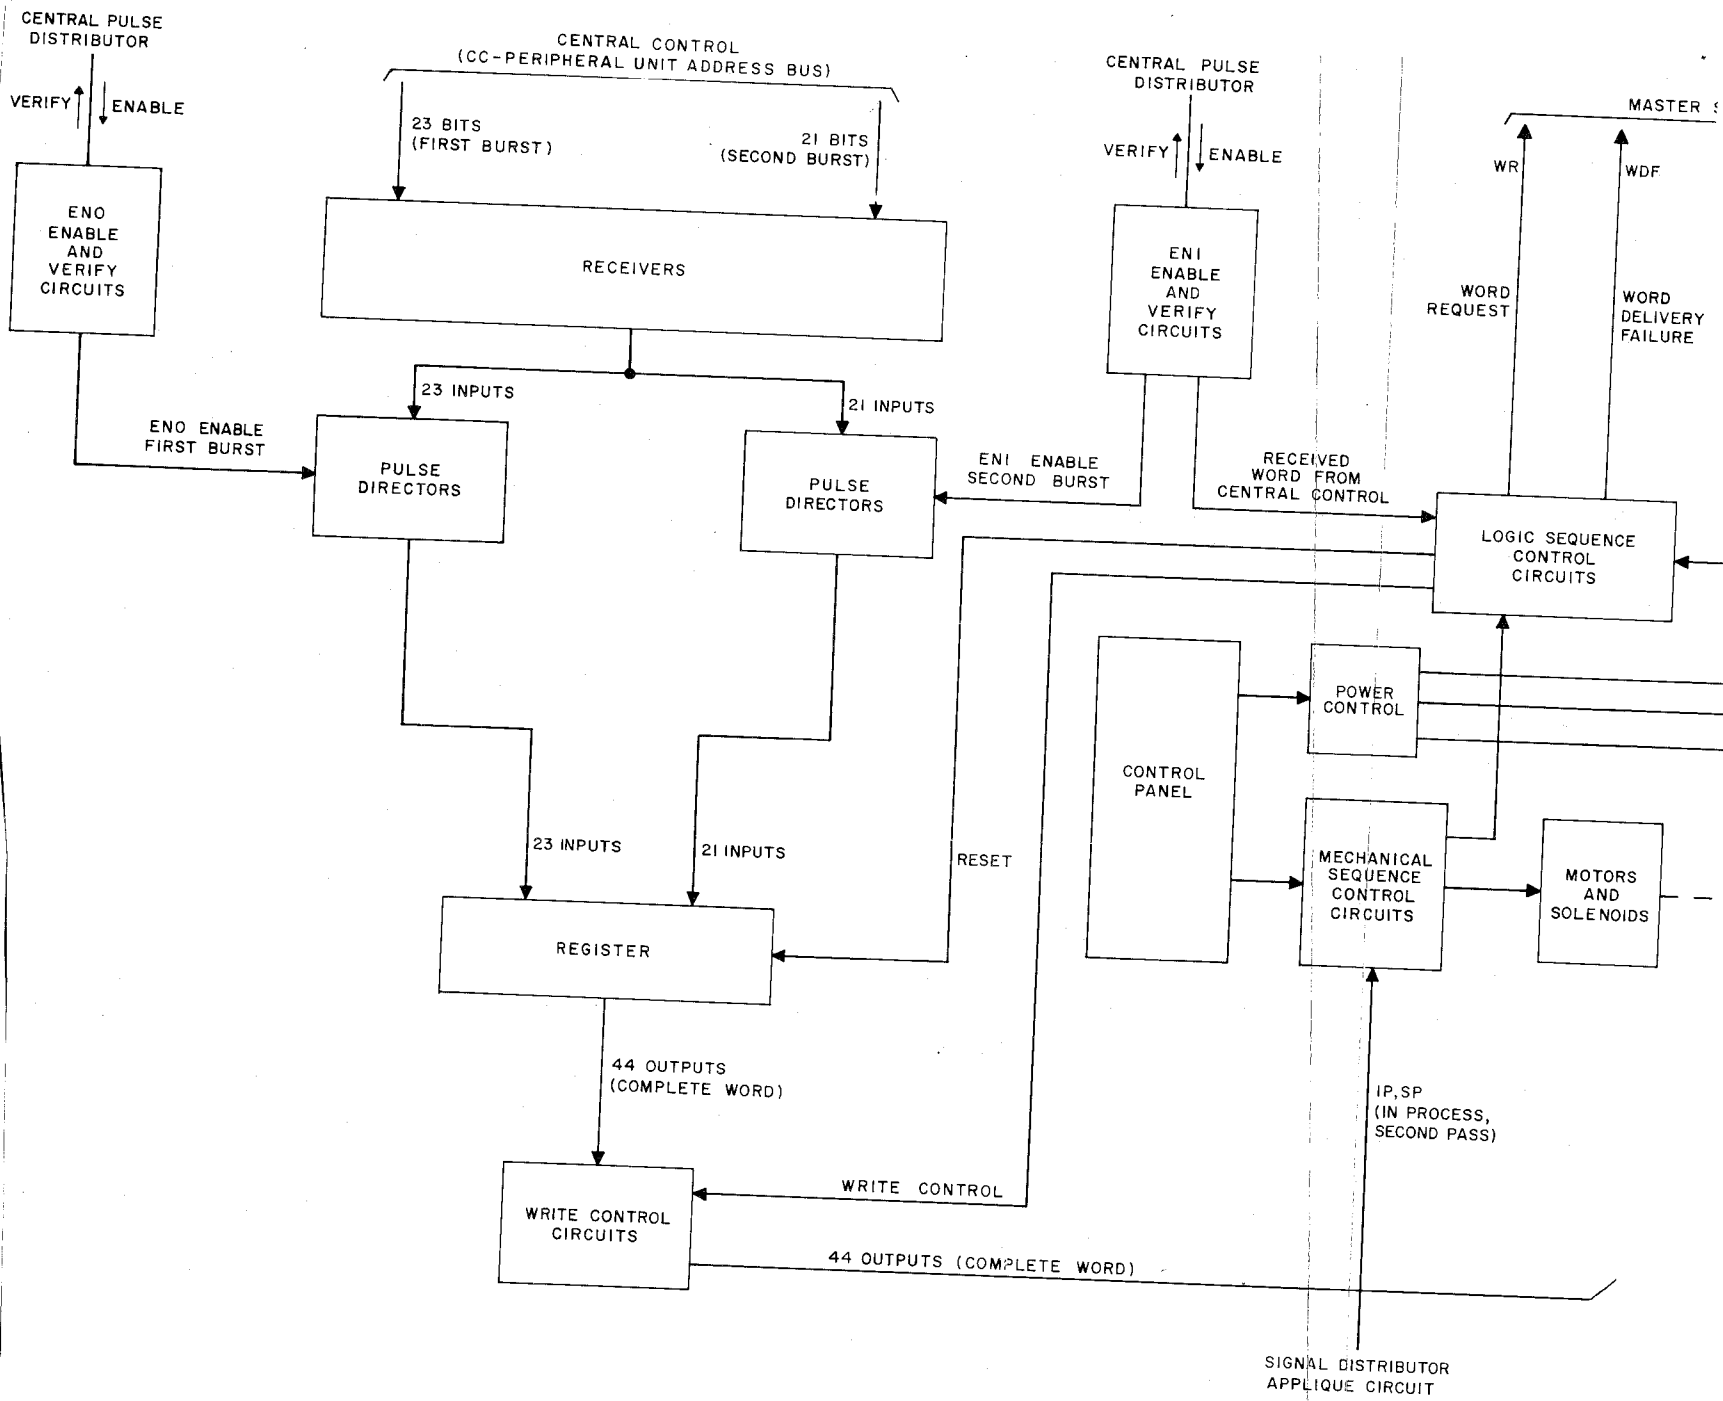 CENTRAL PULSE
DISTRIBUTOR
VERIFY
ENABLE
ENO
ENABLE
AND
VERIFY
CIRCUITS
CENTRAL CONTROL
(CC-PERIPHERAL UNIT ADDRESS BUS)
23 BITS
(FIRST BURST)
21 BITS
(SECOND BURST)
RECEIVERS
CENTRAL PULSE
DISTRIBUTOR
VERIFY
ENABLE
ENI
ENABLE
AND
VERIFY
CIRCUITS
MASTER
WR
WDF
WORD
REQUEST
WORD
DELIVERY
FAILURE
23 INPUTS
21 INPUTS
ENO ENABLE
FIRST BURST
PULSE
DIRECTORS
PULSE
DIRECTORS
ENI ENABLE
SECOND BURST
RECEIVED
WORD FROM
CENTRAL CONTROL
LOGIC SEQUENCE
CONTROL
CIRCUITS
CONTROL
PANEL
POWER
CONTROL
MECHANICAL
SEQUENCE
CONTROL
CIRCUITS
MOTORS
AND
SOLENOIDS
23 INPUTS
21 INPUTS
RESET
REGISTER
44 OUTPUTS
(COMPLETE WORD)
IP,SP
(IN PROCESS,
SECOND PASS)
WRITE CONTROL
CIRCUITS
WRITE CONTROL
44 OUTPUTS (COMPLETE WORD)
SIGNAL DISTRIBUTOR
APPLIQUE CIRCUIT